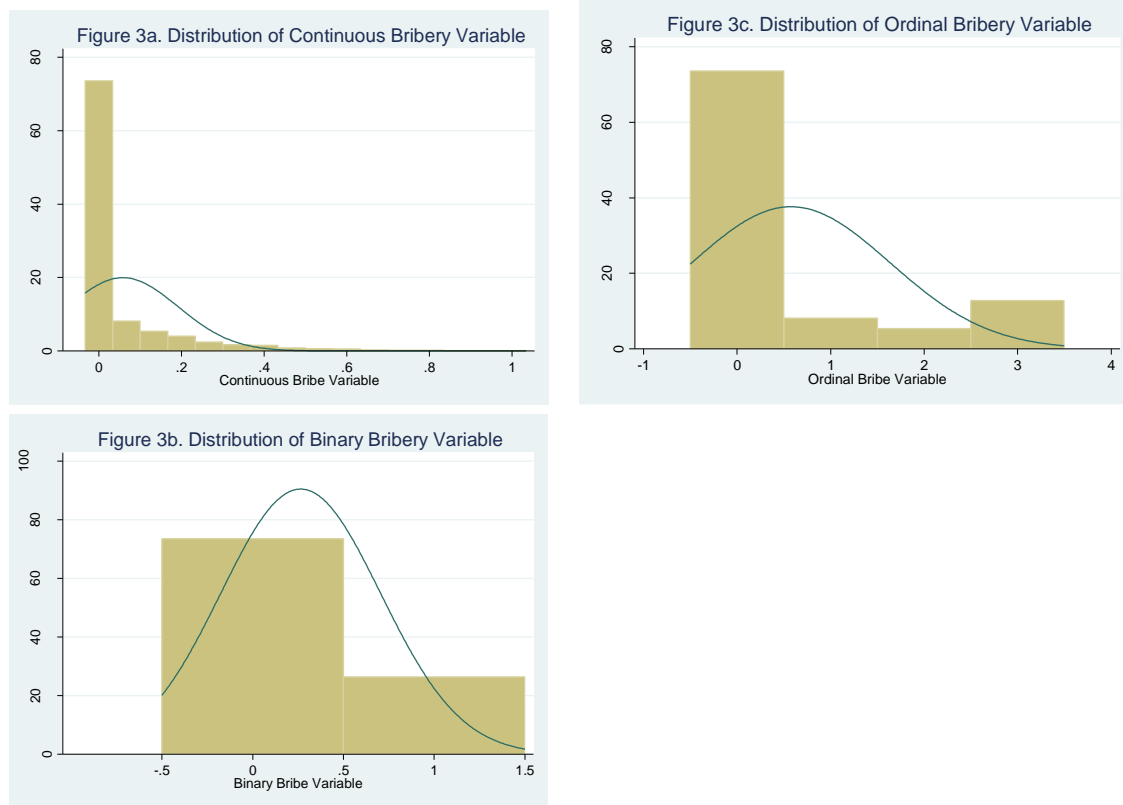 Figure 3a. Distribution of Continuous Bribery Variable
80
60
40
20
0
0 .2 .4 .6 .8 1
Continuous Bribe Variable
Figure 3c. Distribution of Ordinal Bribery Variable
80
60
40
20
0
-1 0 1 2 3 4
Ordinal Bribe Variable
Figure 3b. Distribution of Binary Bribery Variable
100
80
60
40
20
0
-.5 0 .5 1 1.5
Binary Bribe Variable